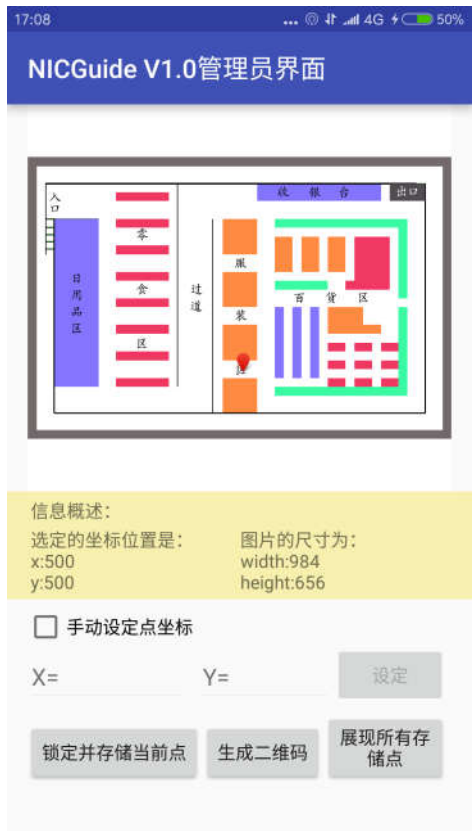 17:08
... 4G 50%
NICGuide V1.0管理员界面
入口
收银台
出口
零食区
日用品区
过道
服装
百货区
信息概述:
选定的坐标位置是:
x:500
y:500
图片的尺寸为:
width:984
height:656
手动设定点坐标
X=
Y=
设定
锁定并存储当前点
生成二维码
展现所有存
储点